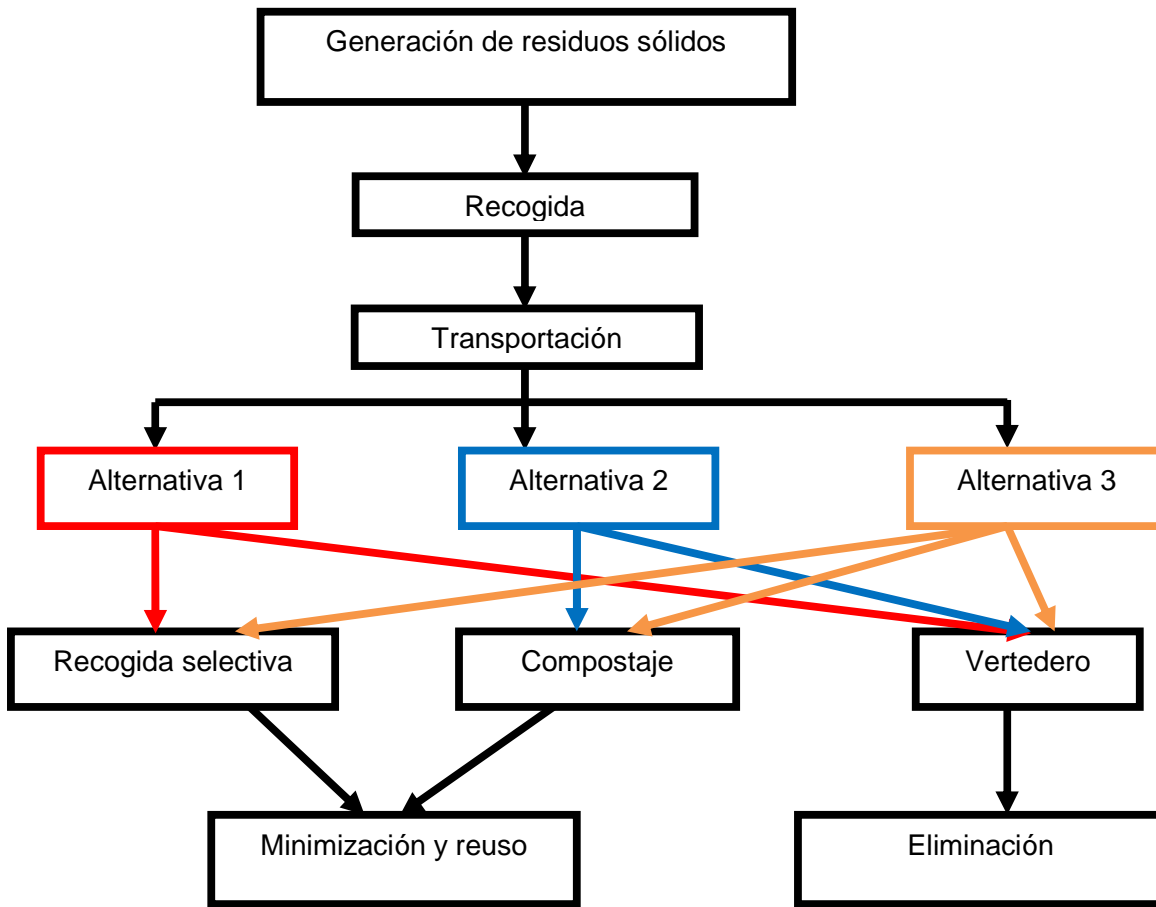 Generación de residuos sólidos
Recogida
Transportación
Alternativa 1
Alternativa 2
Alternativa 3
Recogida selectiva
Compostaje
Vertedero
Minimización y reuso
Eliminación